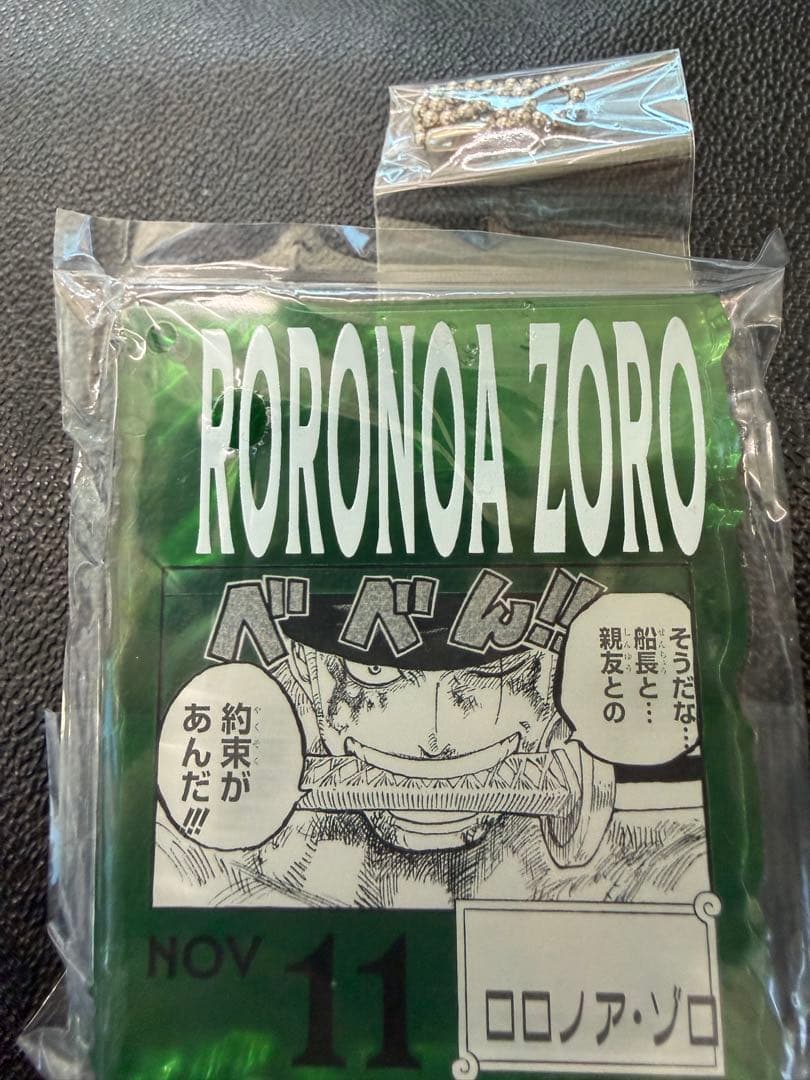 RORONOA ZORO
べべん!!
そうだな…
船長と…
親友との
約束が
あんだ!!!
NOV 11
ロロノア・ゾロ